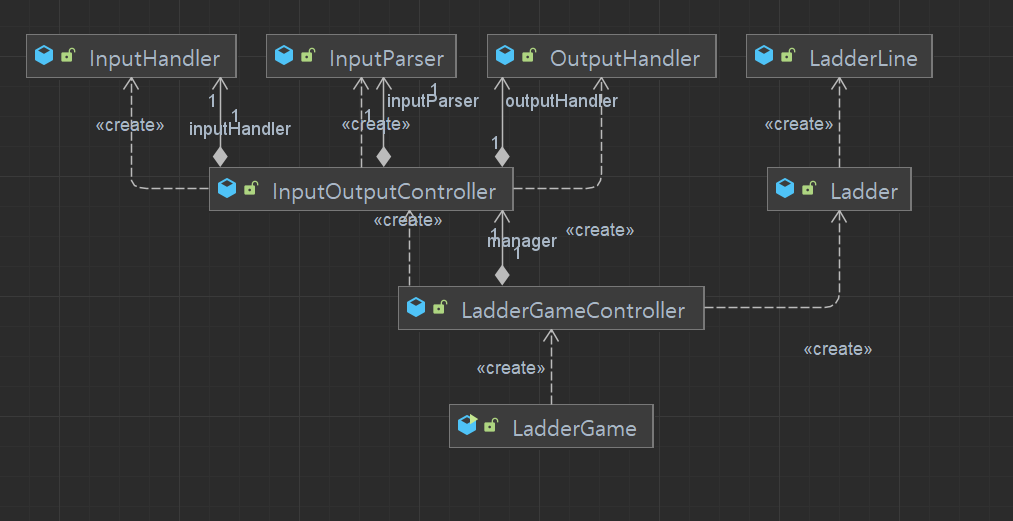 InputHandler
InputParser
OutputHandler
LadderLine
1
1
inputParser
outputHandler
1
1
«create»
inputHandler
«create»
1
«create»
InputOutputController
Ladder
«create»
1
manager
«create»
1
LadderGameController
«create»
«create»
LadderGame